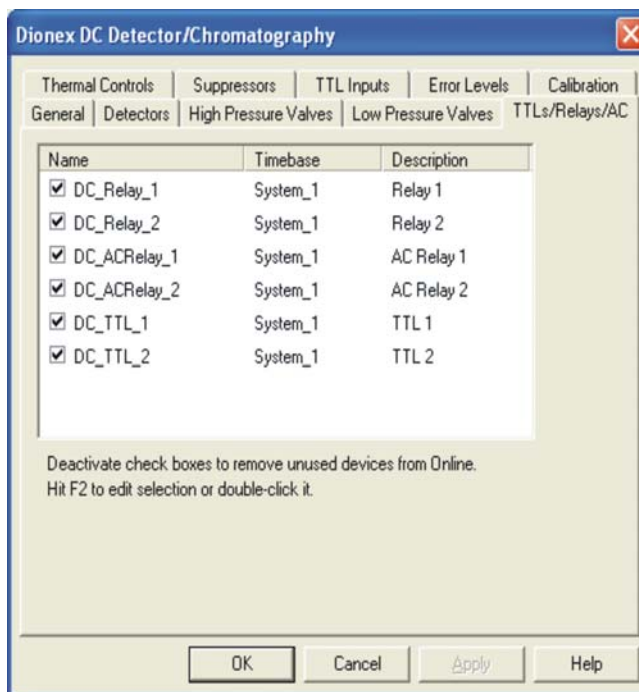 Dionex DC Detector/Chromatography
Thermal Controls Suppressors TTL Inputs Error Levels Calibration
General Detectors High Pressure Valves Low Pressure Valves TTLs/Relays/AC
Name Timebase Description
DC_Relay_1 System_1 Relay 1
DC_Relay_2 System_1 Relay 2
DC_ACRelay_1 System_1 AC Relay 1
DC_ACRelay_2 System_1 AC Relay 2
DC_TTL_1 System_1 TTL 1
DC_TTL_2 System_1 TTL 2
Deactivate check boxes to remove unused devices from Online.
Hit F2 to edit selection or double-click it.
OK Cancel Apply Help